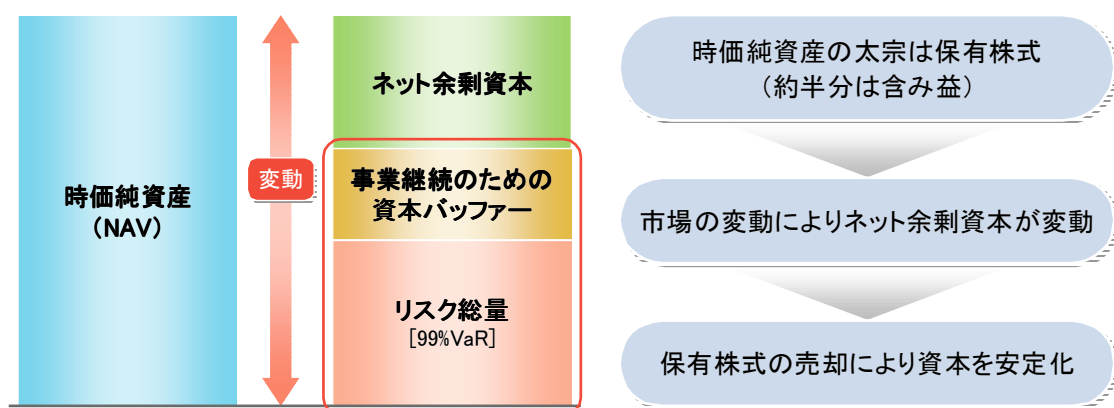 時価純資産
（NAV）
変動
ネット余剰資本
事業継続のための
資本バッファー
リスク総量
［99%VaR］
時価純資産の太宗は保有株式
（約半分は含み益）
市場の変動によりネット余剰資本が変動
保有株式の売却により資本を安定化